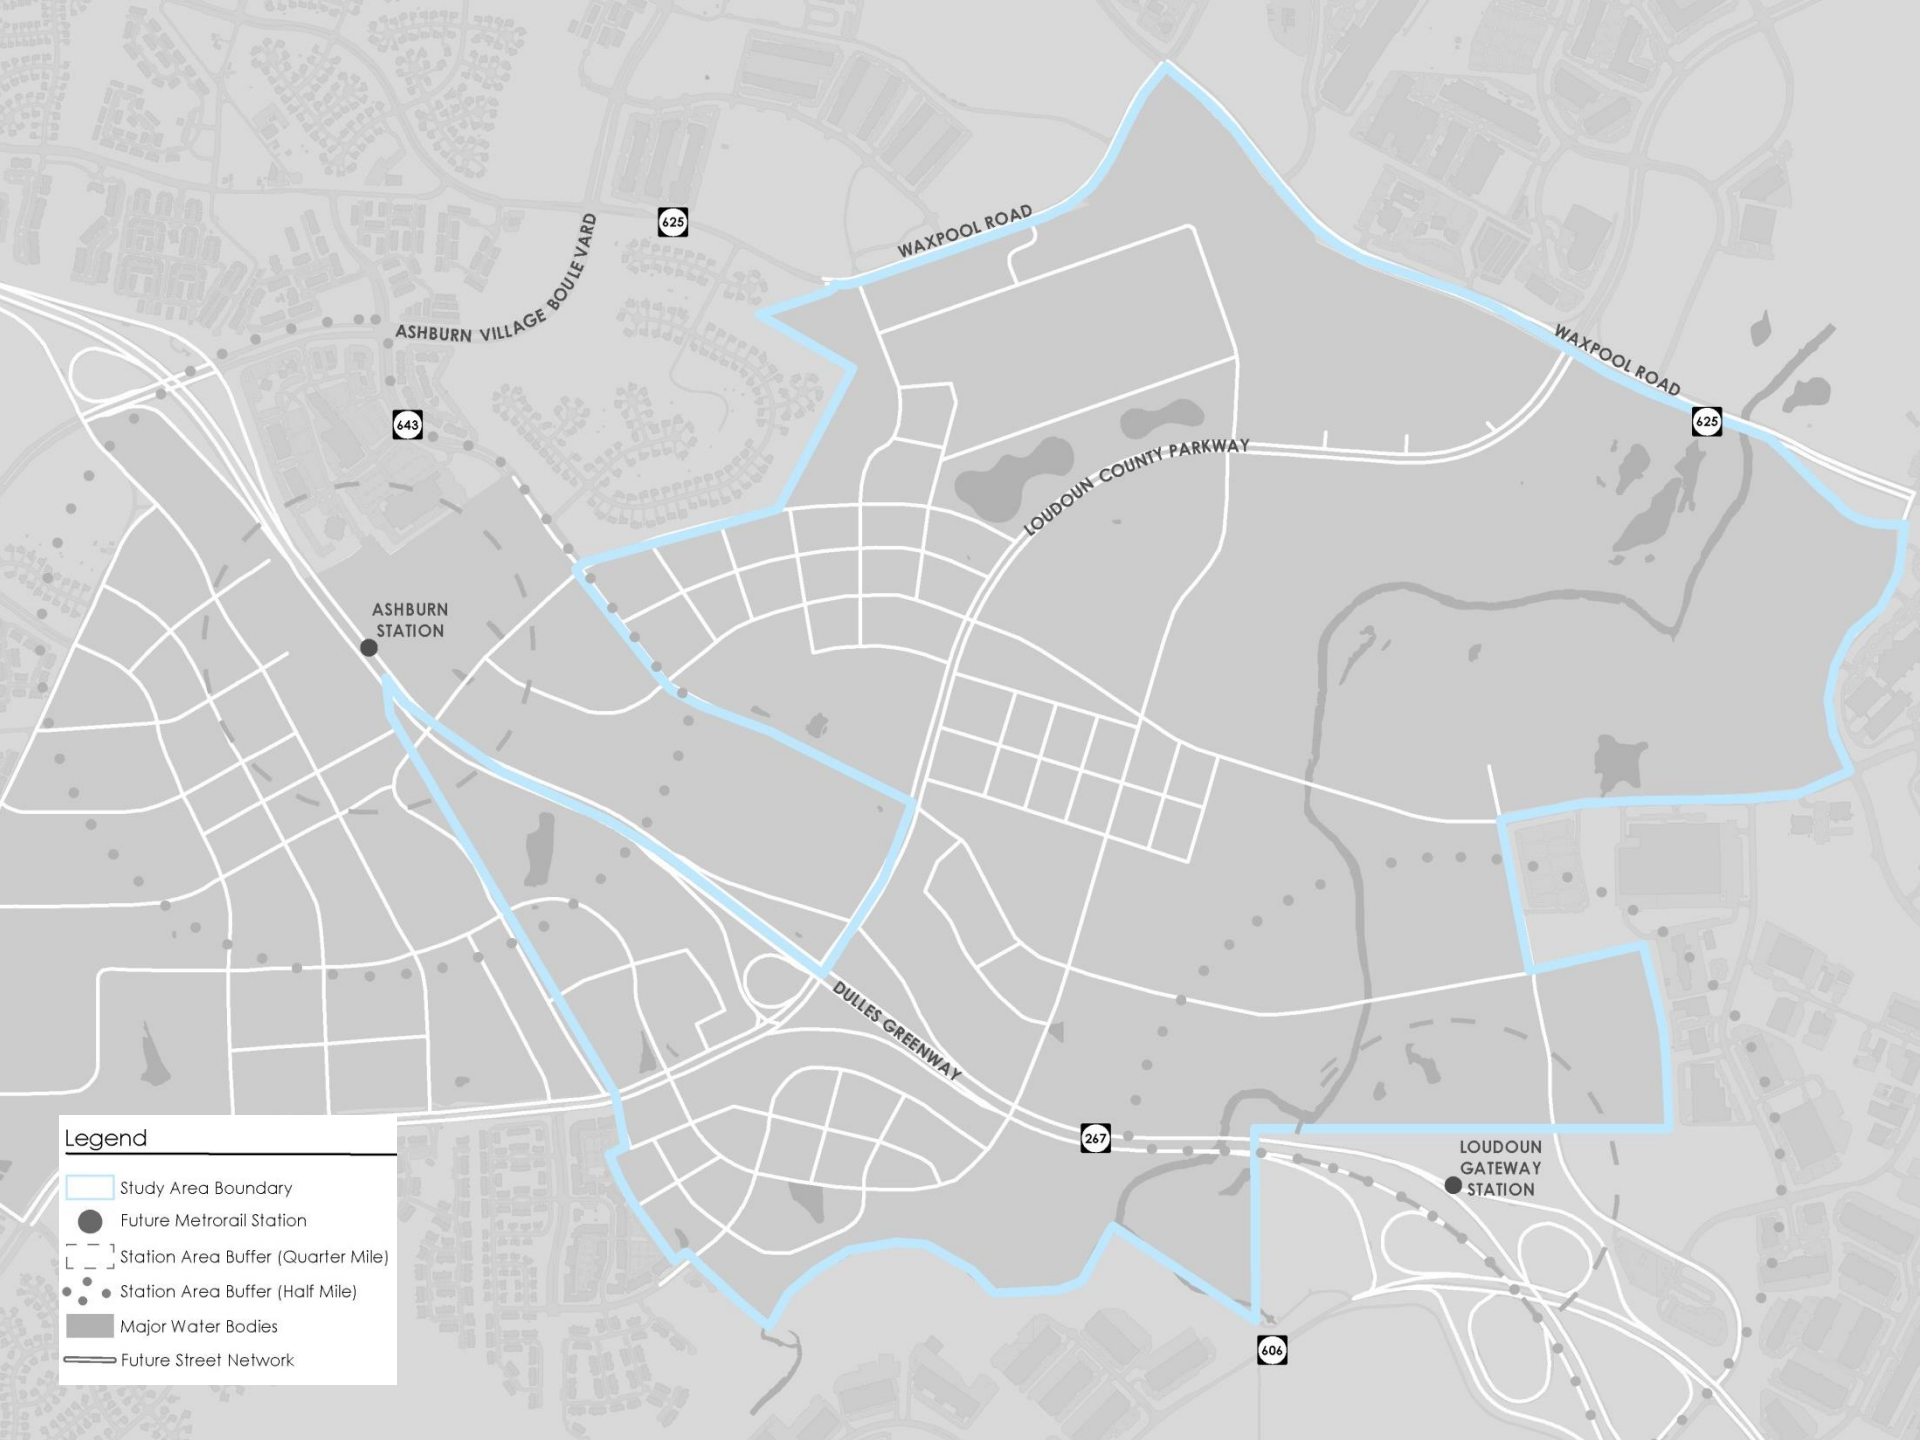 WAXPOOL ROAD
625
ASHBURN VILLAGE BOULEVARD
WAXPOOL ROAD
625
643
LOUDOUN COUNTY PARKWAY
ASHBURN
STATION
DULLES GREENWAY
267
LOUDOUN
GATEWAY
STATION
606
Legend
Study Area Boundary
Future Metrorail Station
Station Area Buffer (Quarter Mile)
Station Area Buffer (Half Mile)
Major Water Bodies
Future Street Network